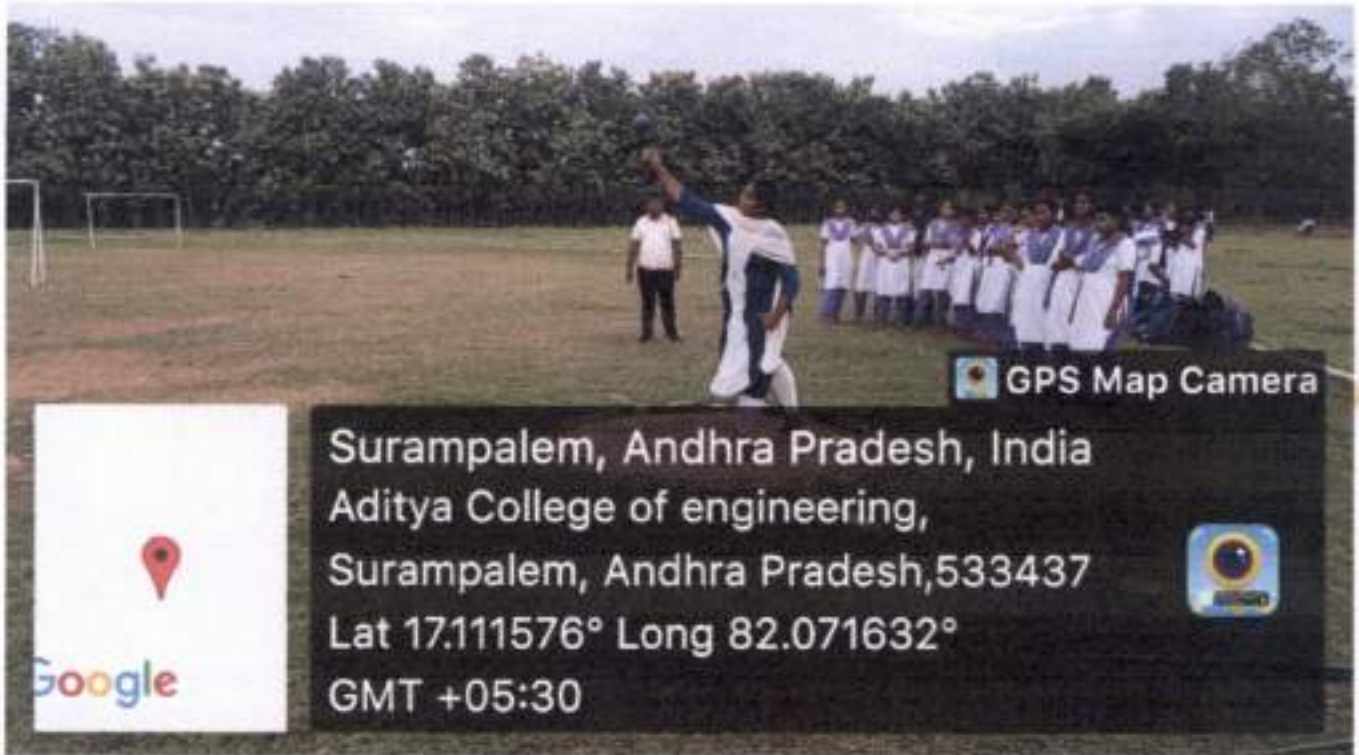 GPS Map Camera
Surampalem, Andhra Pradesh, India
Aditya College of engineering,
Surampalem, Andhra Pradesh,533437
Lat 17.111576° Long 82.071632°
GMT +05:30
Google